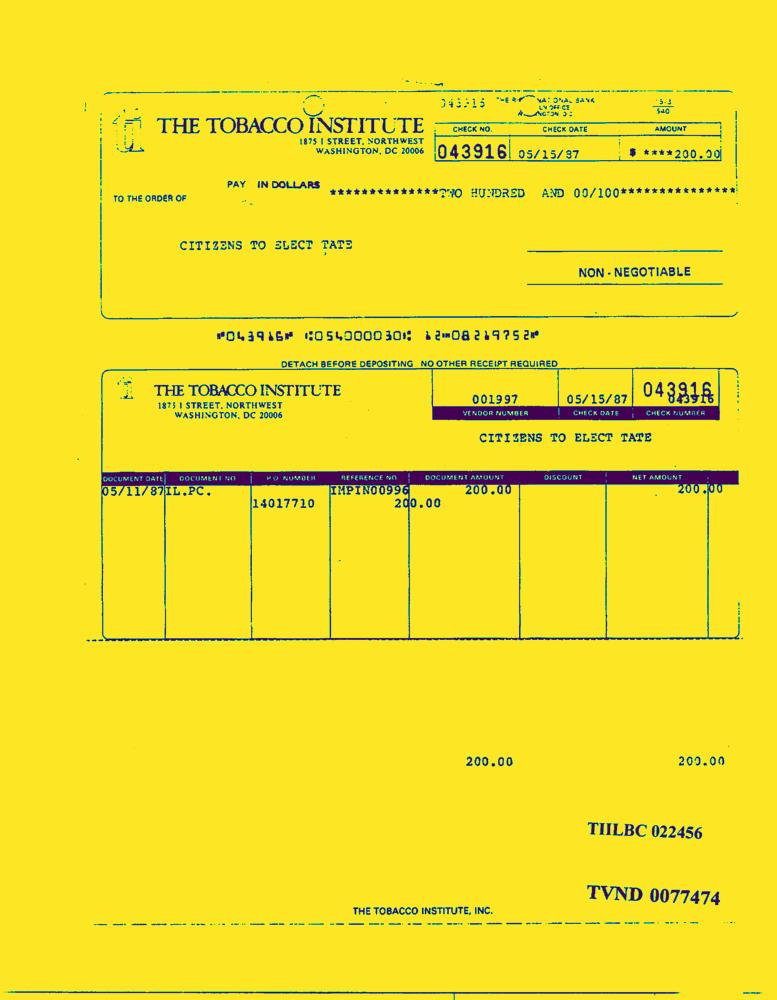 043916 THE NATIONAL BANK
15-3
540
THE TOBACCO INSTITUTE
1875 I STREET, NORTHWEST
WASHINGTON, DC 20006
CHECK NO. CHECK DATE AMOUNT
043916 05/15/87 $ ****200.00
PAY IN DOLLARS **************TWO HUNDRED AND 00/100***************
TO THE ORDER OF
CITIZENS TO ELECT TATE
NON - NEGOTIABLE
⑈043916⑈ ⑆054000030⑆ 12⑉08219752⑈
DETACH BEFORE DEPOSITING NO OTHER RECEIPT REQUIRED
THE TOBACCO INSTITUTE
1875 I STREET, NORTHWEST
WASHINGTON, DC 20006
001997 05/15/87 043916
043916
VENDOR NUMBER CHECK DATE CHECK NUMBER
CITIZENS TO ELECT TATE
DOCUMENT DATE DOCUMENT NO P.O. NUMBER REFERENCE NO DOCUMENT AMOUNT DISCOUNT NET AMOUNT
05/11/87 IL.PC. IMPIN00996 200.00 200.00
14017710 200.00
200.00 200.00
TIILBC 022456
TVND 0077474
THE TOBACCO INSTITUTE, INC.